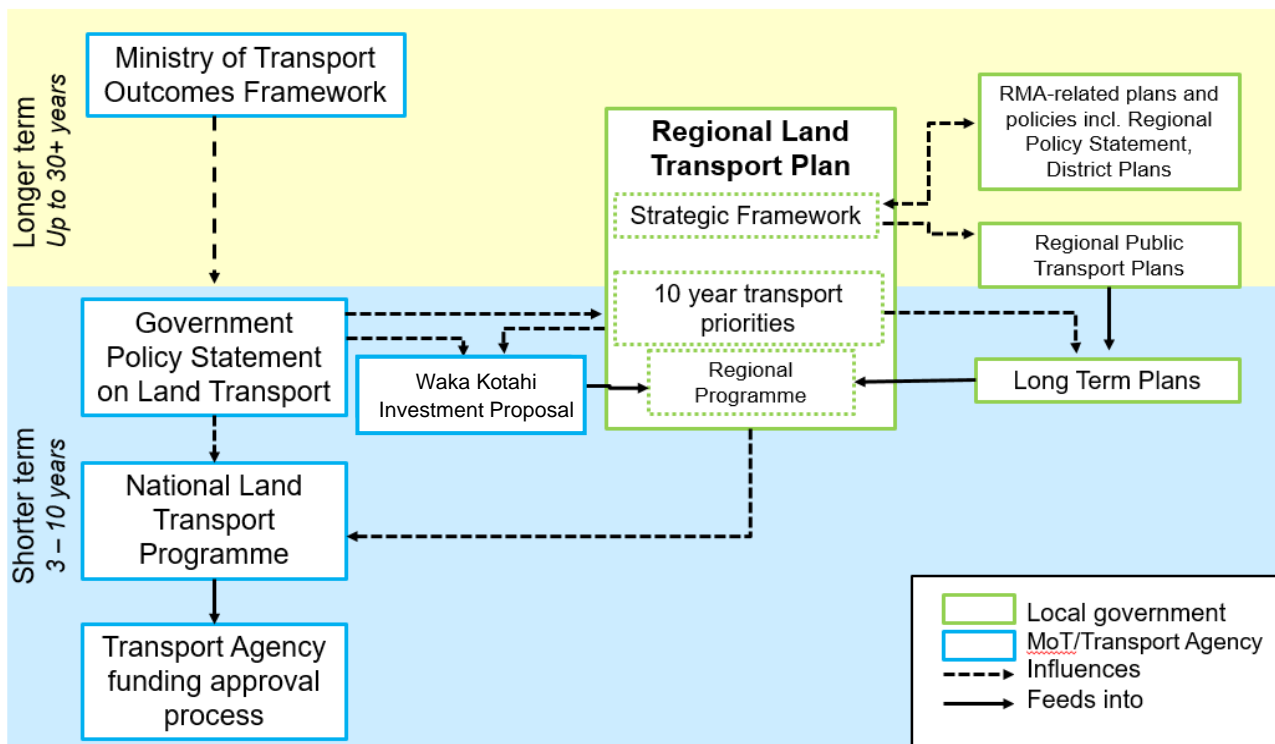 Longer term
Up to 30+ years
Ministry of Transport
Outcomes Framework
Regional Land
Transport Plan
Strategic Framework
RMA-related plans and
policies incl. Regional
Policy Statement,
District Plans
Regional Public
Transport Plans
Shorter term
3 – 10 years
Government
Policy Statement
on Land Transport
10 year transport
priorities
Waka Kotahi
Investment Proposal
Regional
Programme
Long Term Plans
National Land
Transport
Programme
Transport Agency
funding approval
process
Local government
MoT/Transport Agency
Influences
Feeds into